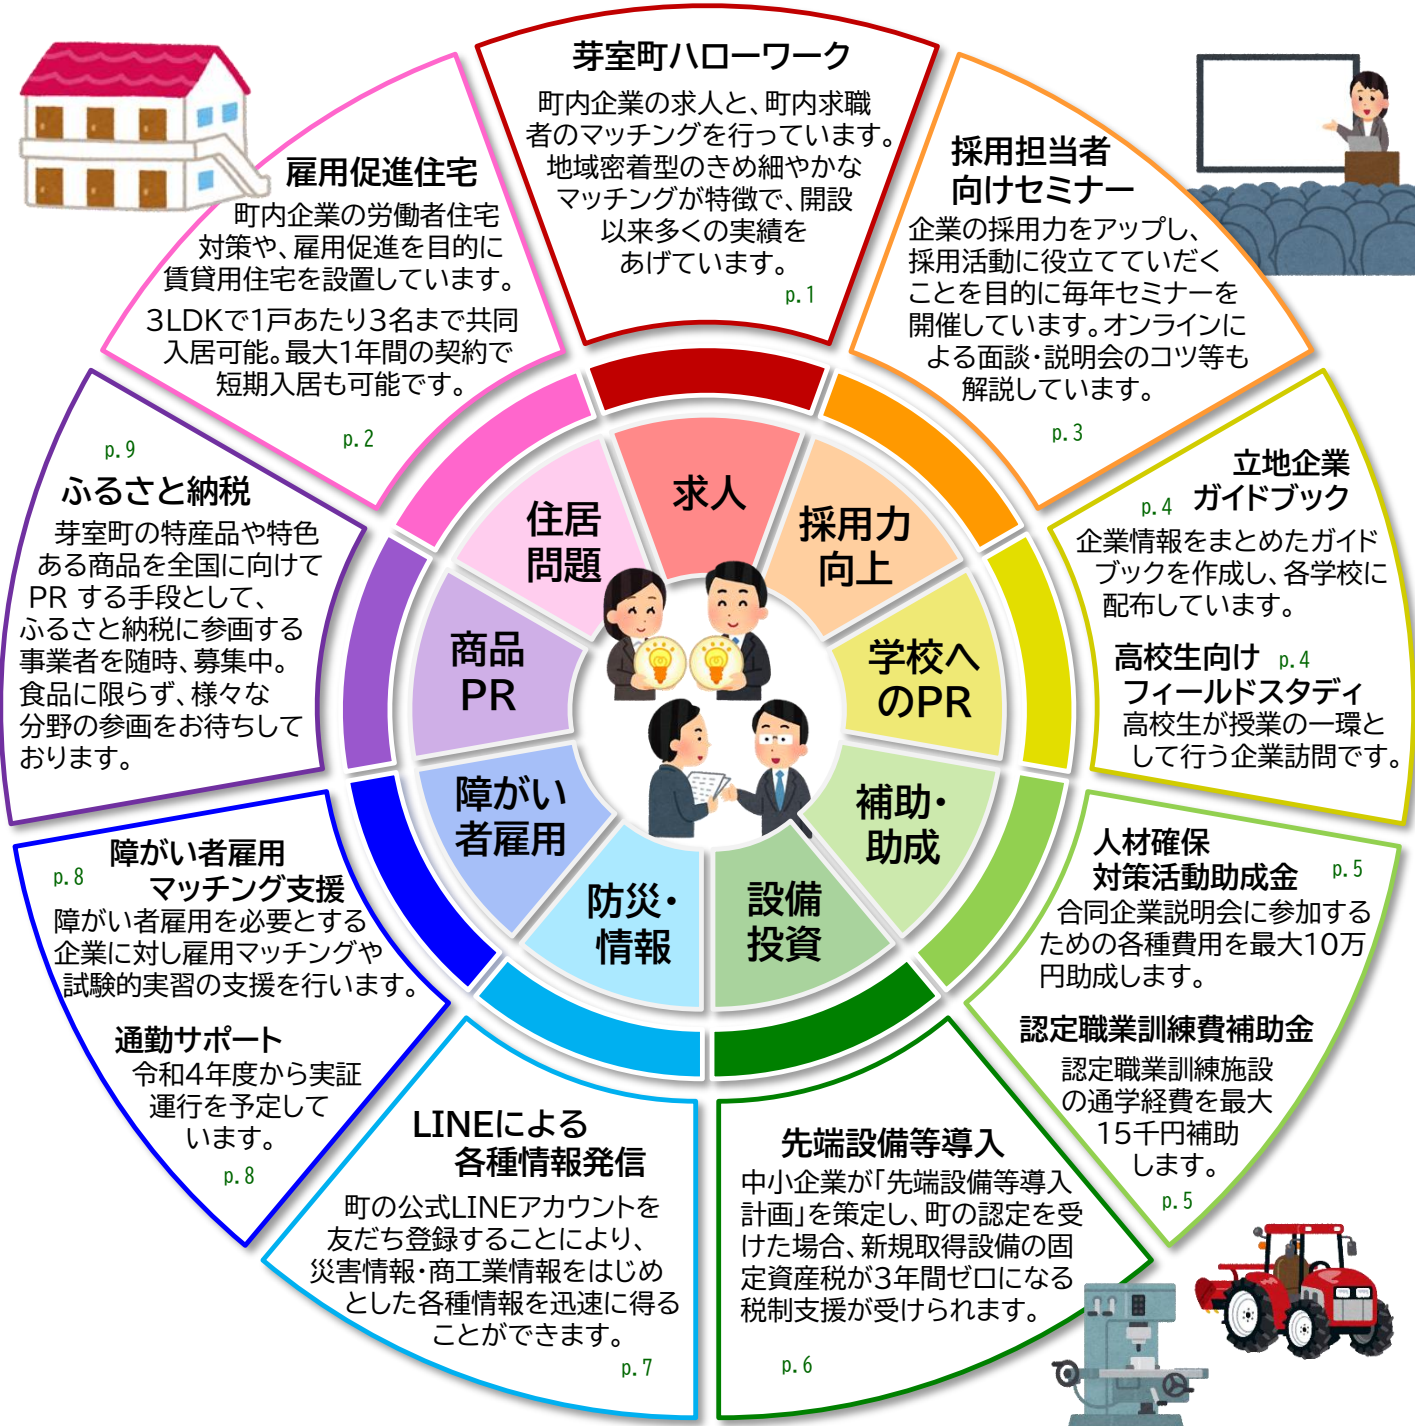 芽室町ハローワーク
町内企業の求人と、町内求職
者のマッチングを行っています。
地域密着型のきめ細やかな
マッチングが特徴で、開設
以来多くの実績を
あげています。
p.1
採用担当者
向けセミナー
企業の採用力をアップし、
採用活動に役立てていだく
ことを目的に毎年セミナーを
開催しています。オンラインに
よる面談・説明会のコツ等も
解説しています。
p.3
立地企業
ガイドブック
p.4
企業情報をまとめたガイド
ブックを作成し、各学校に
配布しています。
高校生向け p.4
フィールドスタディ
高校生が授業の一環と
して行う企業訪問です。
人材確保
対策活動助成金 p.5
合同企業説明会に参加する
ための各種費用を最大10万
円助成します。
認定職業訓練費補助金
認定職業訓練施設
の通学経費を最大
15千円補助
します。
p.5
先端設備等導入
中小企業が「先端設備等導入
計画」を策定し、町の認定を受
けた場合、新規取得設備の固
定資産税が3年間ゼロになる
税制支援が受けられます。
p.6
LINEによる
各種情報発信
町の公式LINEアカウントを
友だち登録することにより、
災害情報・商工業情報をはじめ
とした各種情報を迅速に得る
ことができます。
p.7
障がい者雇用
マッチング支援
p.8
障がい者雇用を必要とする
企業に対し雇用マッチングや
試験的実習の支援を行います。
通勤サポート
令和4年度から実証
運行を予定して
います。
p.8
p.9
ふるさと納税
芽室町の特産品や特色
ある商品を全国に向けて
PR する手段として、
ふるさと納税に参画する
事業者を随時、募集中。
食品に限らず、様々な
分野の参画をお待ちして
おります。
雇用促進住宅
町内企業の労働者住宅
対策や、雇用促進を目的に
賃貸用住宅を設置しています。
3LDKで1戸あたり3名まで共同
入居可能。最大1年間の契約で
短期入居も可能です。
p.2
求人
採用力
向上
学校へ
のPR
補助・
助成
設備
投資
防災・
情報
障がい
者雇用
商品
PR
住居
問題